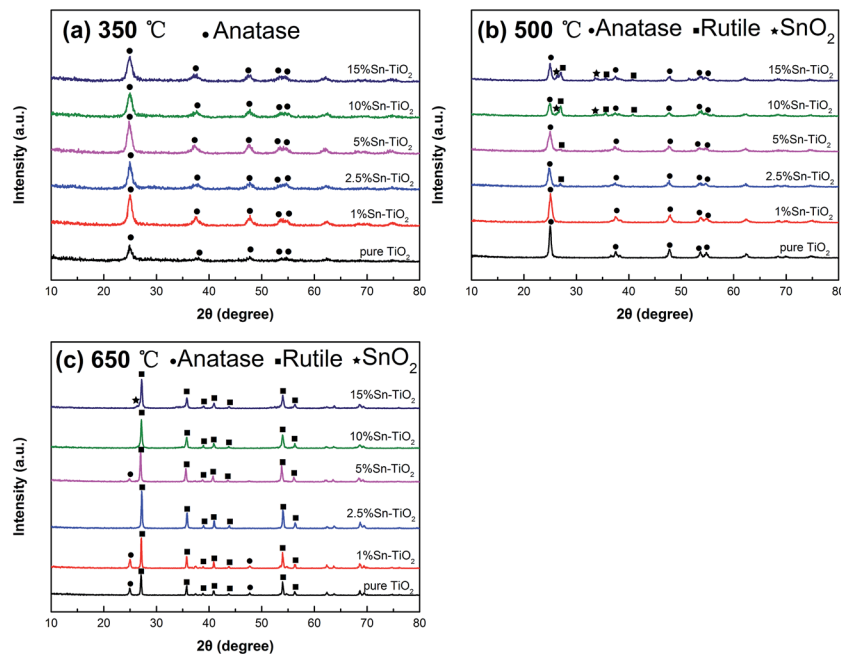 (a) 350 ℃ ● Anatase
15%Sn-TiO₂
10%Sn-TiO₂
5%Sn-TiO₂
2.5%Sn-TiO₂
1%Sn-TiO₂
pure TiO₂
Intensity (a.u.)
10 20 30 40 50 60 70 80
2θ (degree)
(b) 500 ℃ ●Anatase ■Rutile ★SnO₂
15%Sn-TiO₂
10%Sn-TiO₂
5%Sn-TiO₂
2.5%Sn-TiO₂
1%Sn-TiO₂
pure TiO₂
Intensity (a.u.)
10 20 30 40 50 60 70 80
2θ (degree)
(c) 650 ℃ ●Anatase ■Rutile ★SnO₂
15%Sn-TiO₂
10%Sn-TiO₂
5%Sn-TiO₂
2.5%Sn-TiO₂
1%Sn-TiO₂
pure TiO₂
Intensity (a.u.)
10 20 30 40 50 60 70 80
2θ (degree)